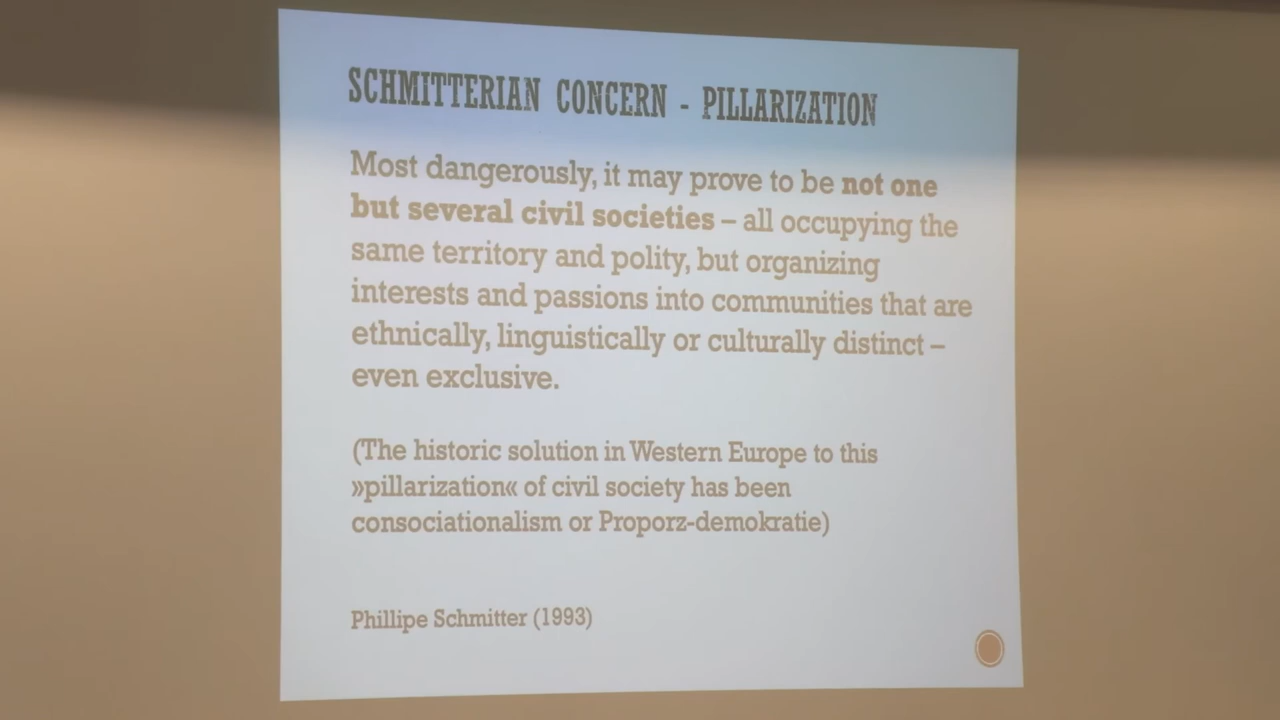 SCHMITTERIAN CONCERN - PILLARIZATION
Most dangerously, it may prove to be not one
but several civil societies – all occupying the
same territory and polity, but organizing
interests and passions into communities that are
ethnically, linguistically or culturally distinct –
even exclusive.
(The historic solution in Western Europe to this
»pillarization« of civil society has been
consociationalism or Proporz-demokratie)
Phillipe Schmitter (1993)